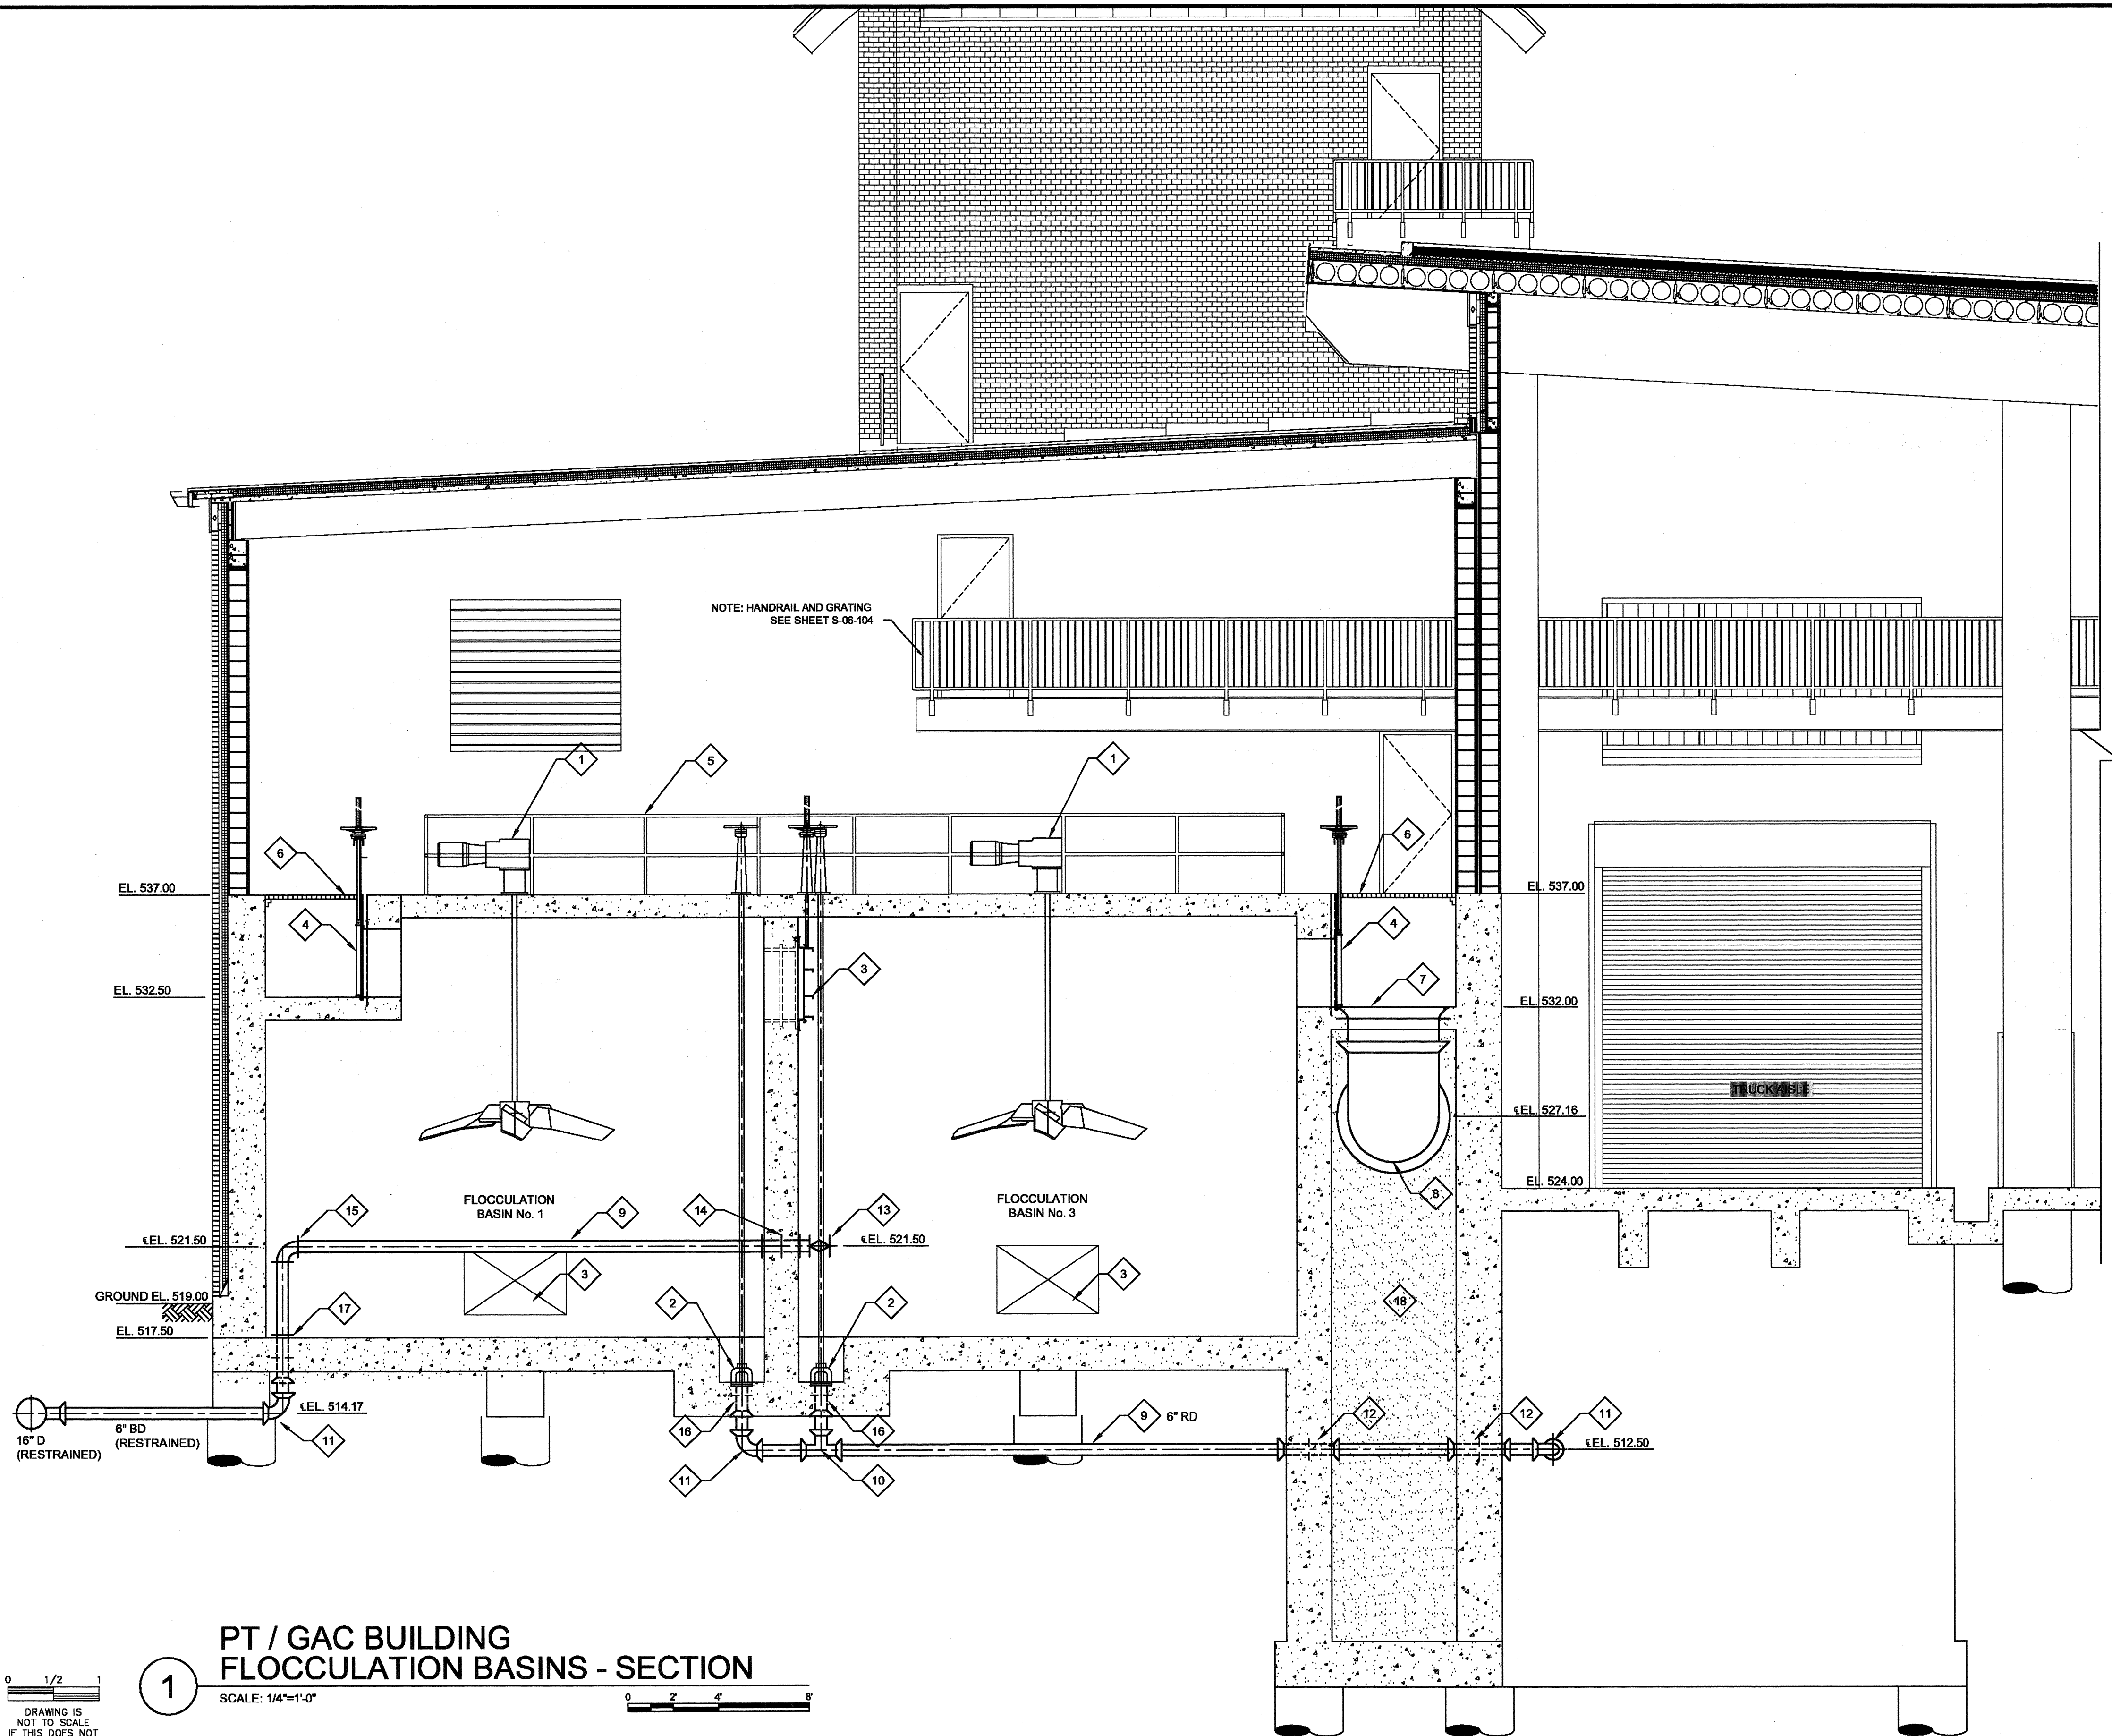 NOTE: HANDRAIL AND GRATING
SEE SHEET S-06-104
1
5
1
6
6
EL. 537.00
EL. 537.00
4
4
3
7
EL. 532.50
EL. 532.00
TRUCK AISLE
℄EL. 527.16
EL. 524.00
8
FLOCCULATION
BASIN No. 1
FLOCCULATION
BASIN No. 3
15
9
14
13
℄EL. 521.50
℄EL. 521.50
3
3
GROUND EL. 519.00
17
2
2
18
EL. 517.50
℄EL. 514.17
16" D
(RESTRAINED)
6" BD
(RESTRAINED)
11
16
16
9
6" RD
12
12
11
℄EL. 512.50
11
10
1
PT / GAC BUILDING
FLOCCULATION BASINS - SECTION
SCALE: 1/4"=1'-0"
0 2' 4' 8'
0 1/2 1
DRAWING IS
NOT TO SCALE
IF THIS DOES NOT